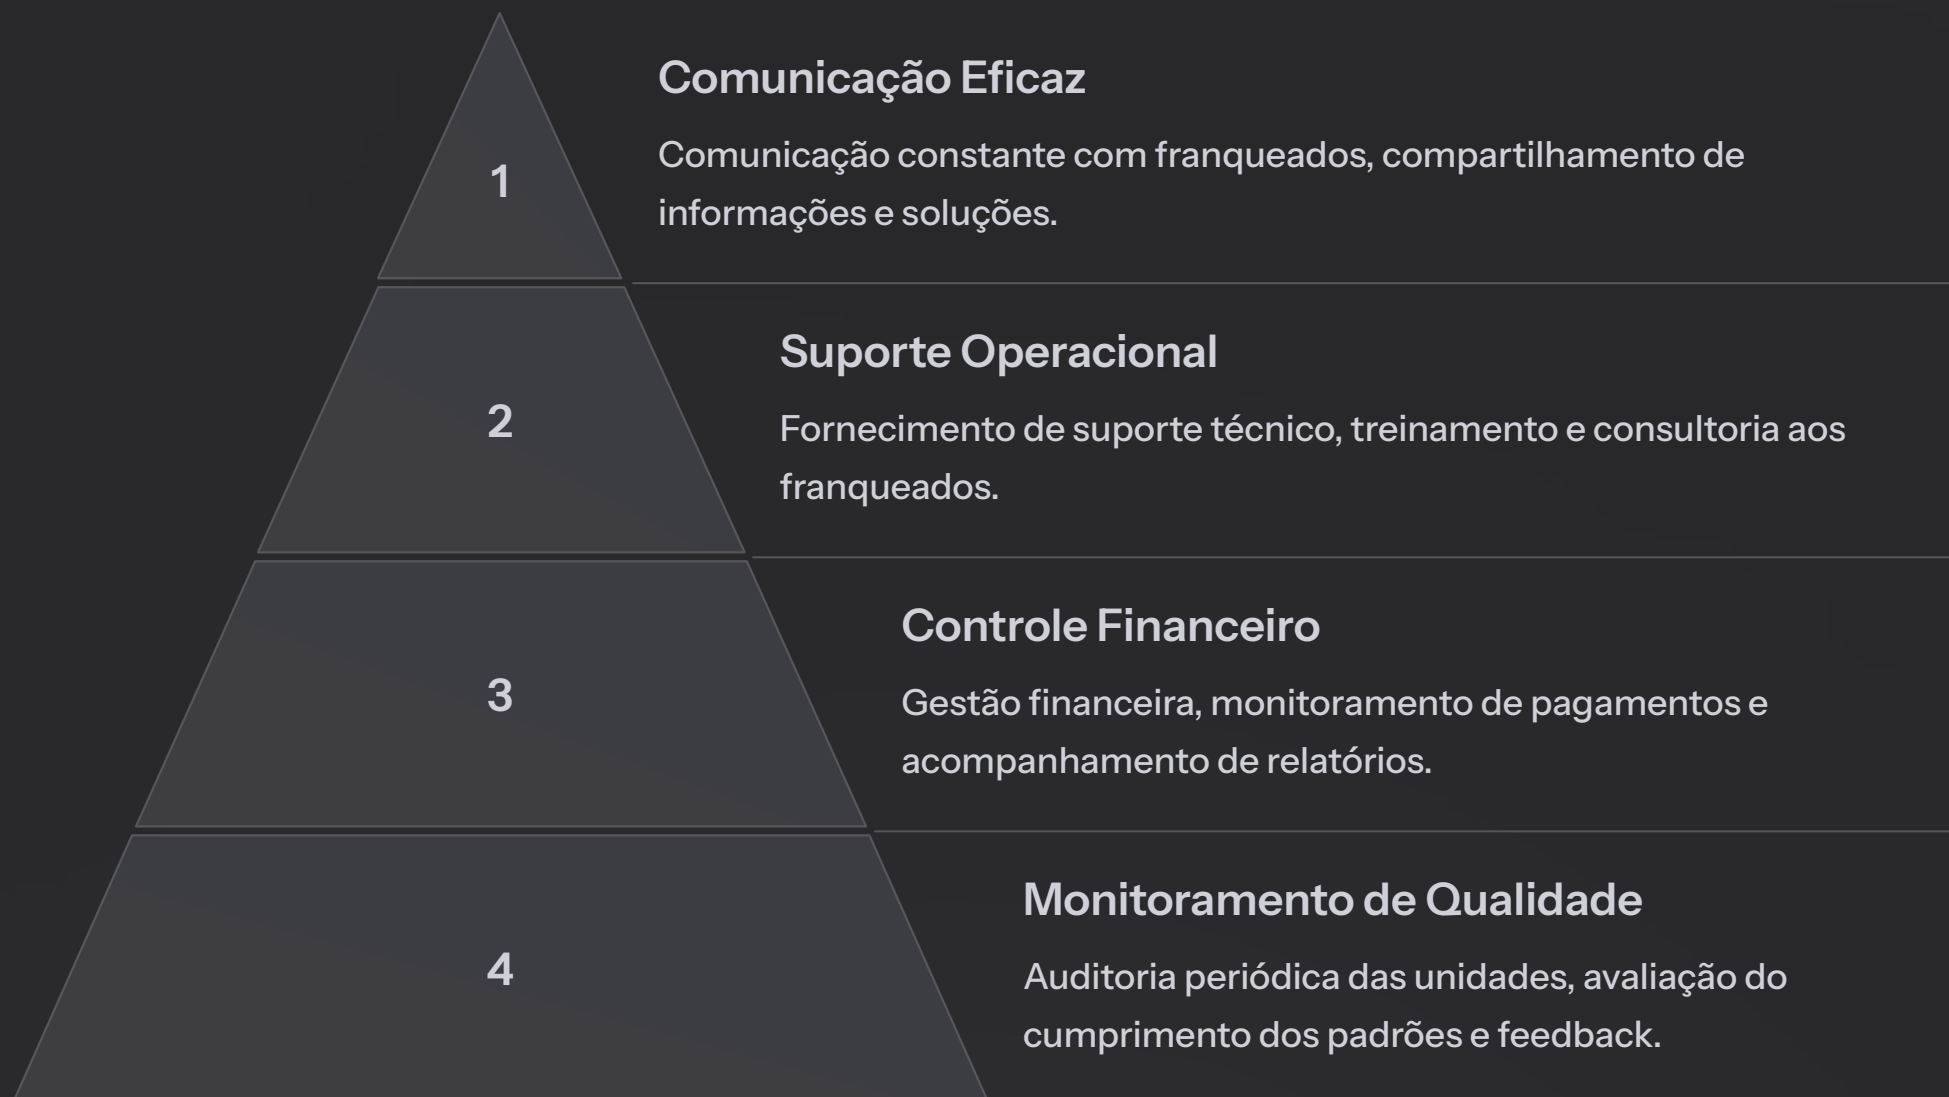 Comunicação Eficaz
Comunicação constante com franqueados, compartilhamento de
informações e soluções.
1
Suporte Operacional
Fornecimento de suporte técnico, treinamento e consultoria aos
franqueados.
2
Controle Financeiro
Gestão financeira, monitoramento de pagamentos e
acompanhamento de relatórios.
3
Monitoramento de Qualidade
Auditoria periódica das unidades, avaliação do
cumprimento dos padrões e feedback.
4